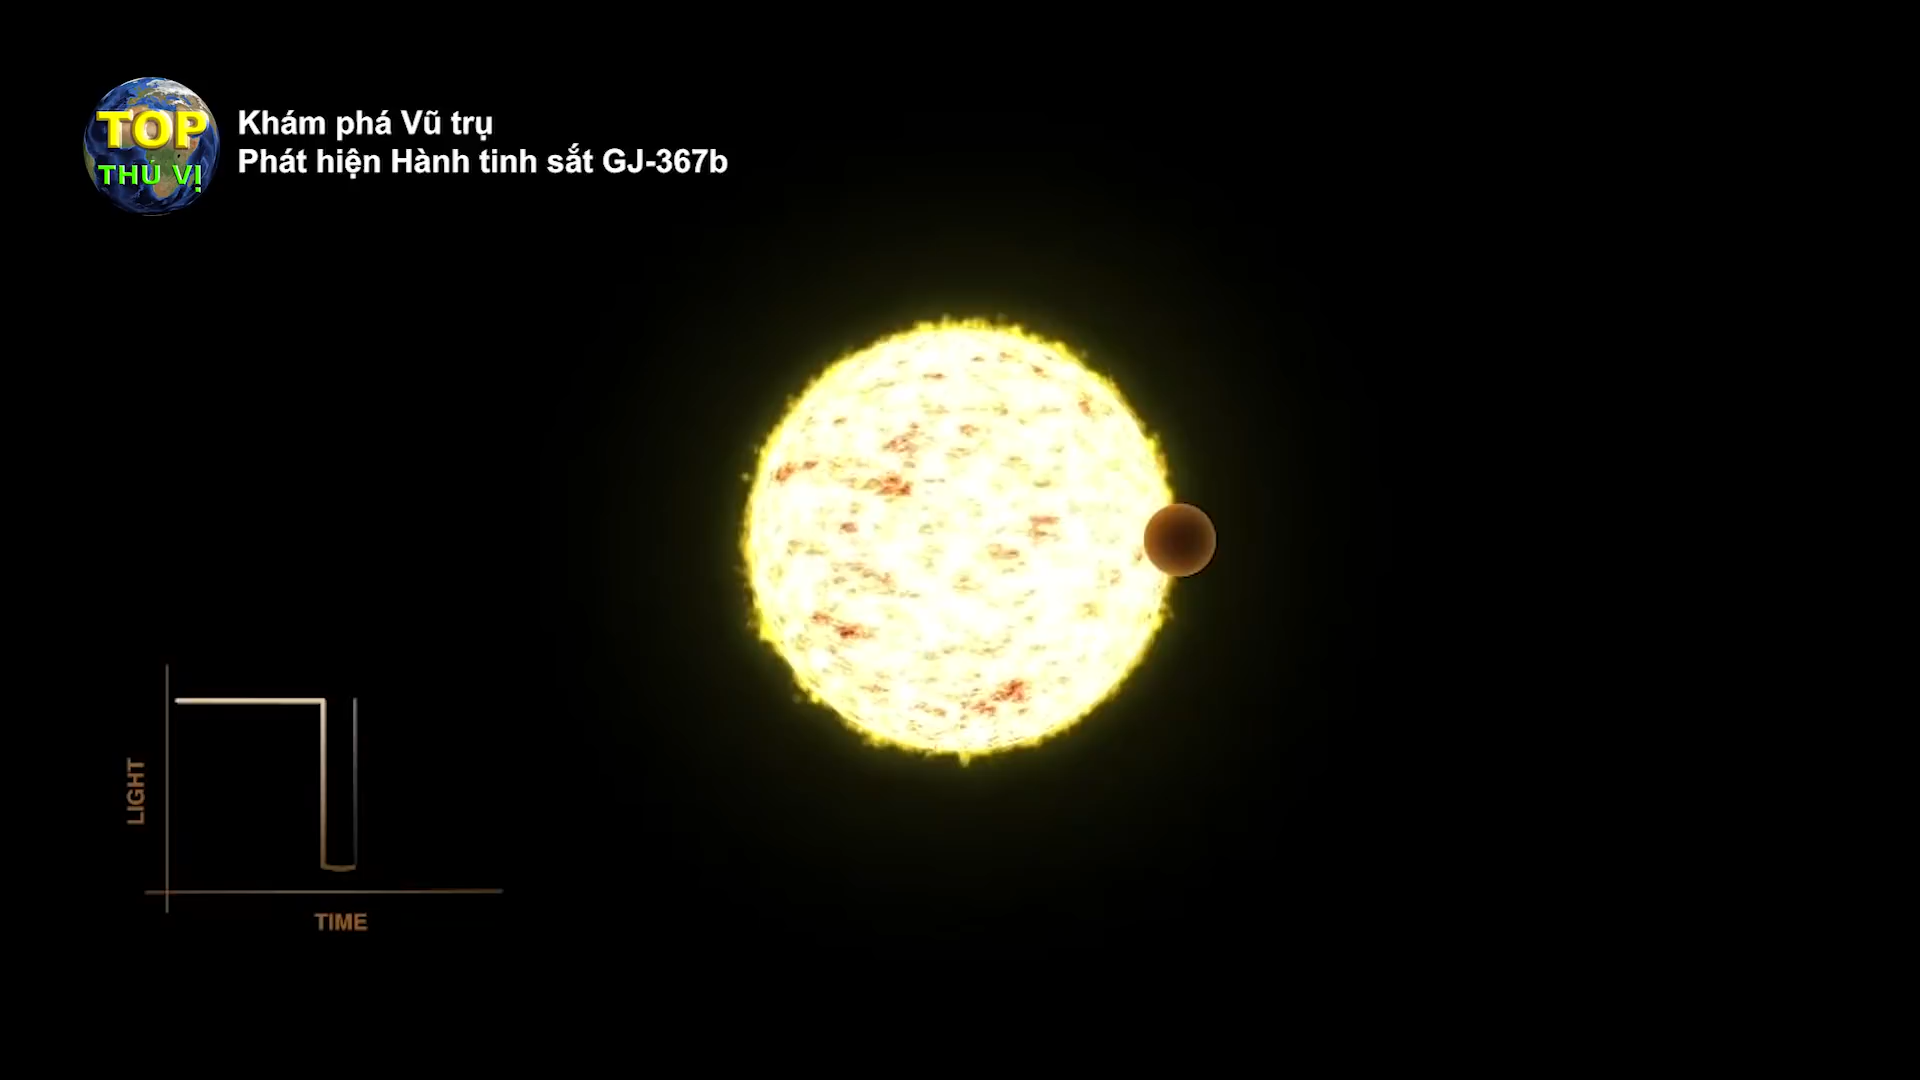 TOP
THÚ VỊ
Khám phá Vũ trụ
Phát hiện Hành tinh sắt GJ-367b
LIGHT
TIME